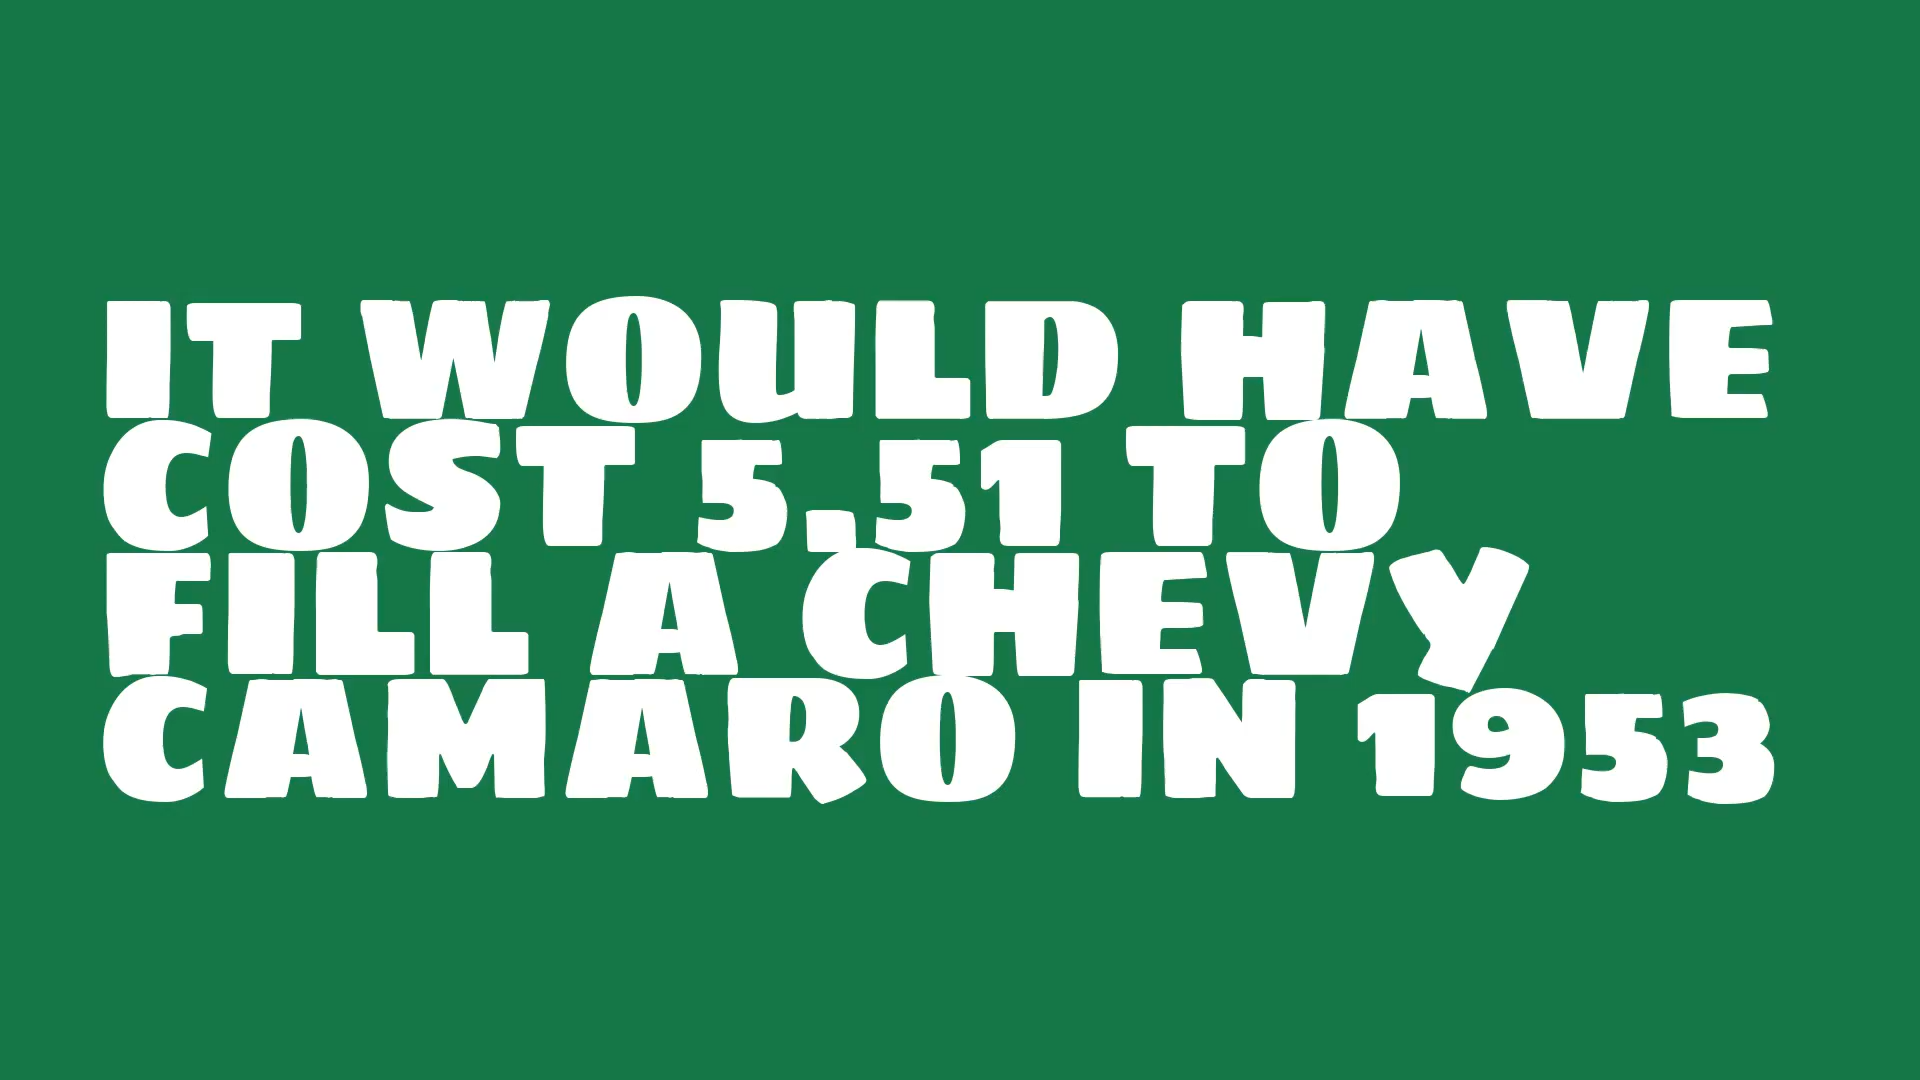 IT WOULD HAVE
COST 5.51 TO
FILL A CHEVY
CAMARO IN 1953